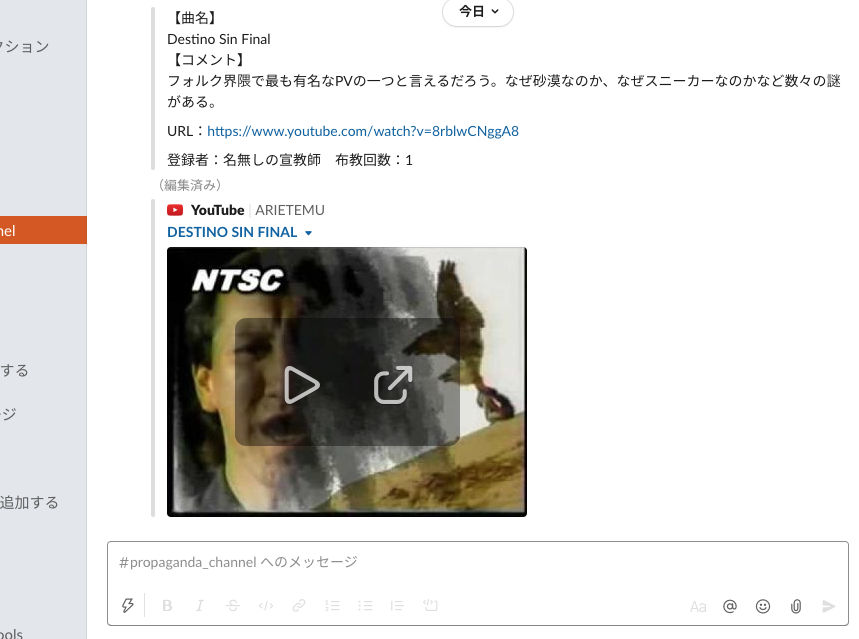 今日
【曲名】
クション
Destino Sin Final
【コメント】
フォルク界隈で最も有名なPVの一つと言えるだろう。なぜ砂漠なのか、なぜスニーカーなのかなど数々の謎
がある。
URL：https://www.youtube.com/watch?v=8rblwCNggA8
登録者：名無しの宣教師　布教回数：1
（編集済み）
YouTube ARIETEMU
nel
DESTINO SIN FINAL
NTSC
する
ージ
追加する
#propaganda_channel へのメッセージ
B I S </> Aa @
ools